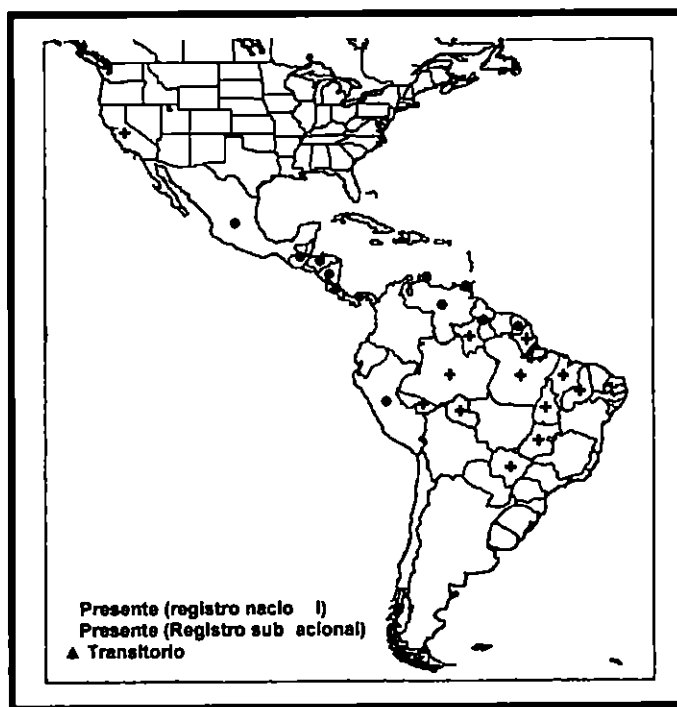 Presente (registro nacio l)
Presente (Registro sub acional)
▲ Transitorio